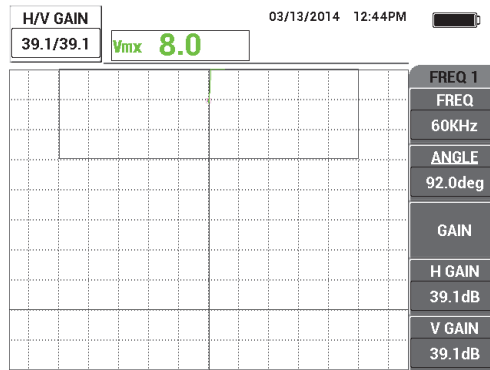 H/V GAIN
39.1/39.1
Vmx 8.0
03/13/2014 12:44PM
FREQ 1
FREQ
60KHz
ANGLE
92.0deg
GAIN
H GAIN
39.1dB
V GAIN
39.1dB